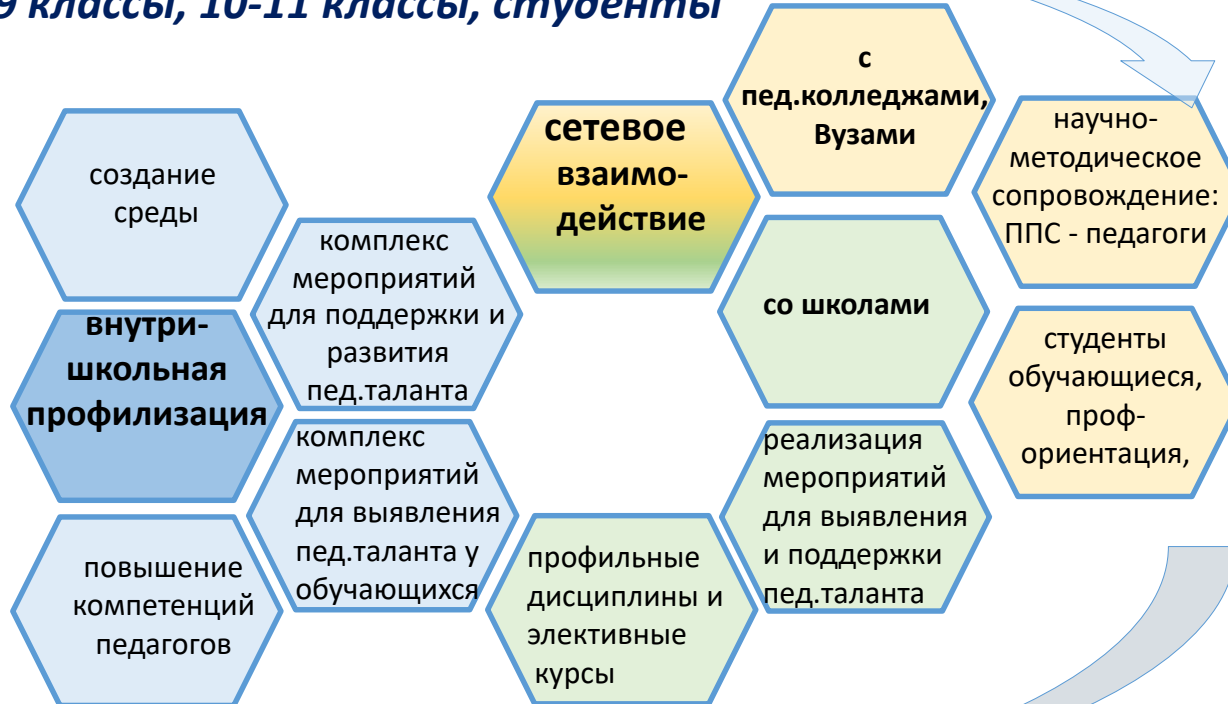 9 классы, 10-11 классы, студенты
создание
среды
внутри-
школьная
профилизация
повышение
компетенций
педагогов
комплекс
мероприятий
для поддержки и
развития
пед.таланта
комплекс
мероприятий
для выявления
пед.таланта у
обучающихся
сетевое
взаимо-
действие
с
пед.колледжами,
Вузами
со школами
научно-
методическое
сопровождение:
ППС - педагоги
студенты
обучающиеся,
проф-
ориентация,
реализация
мероприятий
для выявления
и поддержки
пед.таланта
профильные
дисциплины и
элективные
курсы